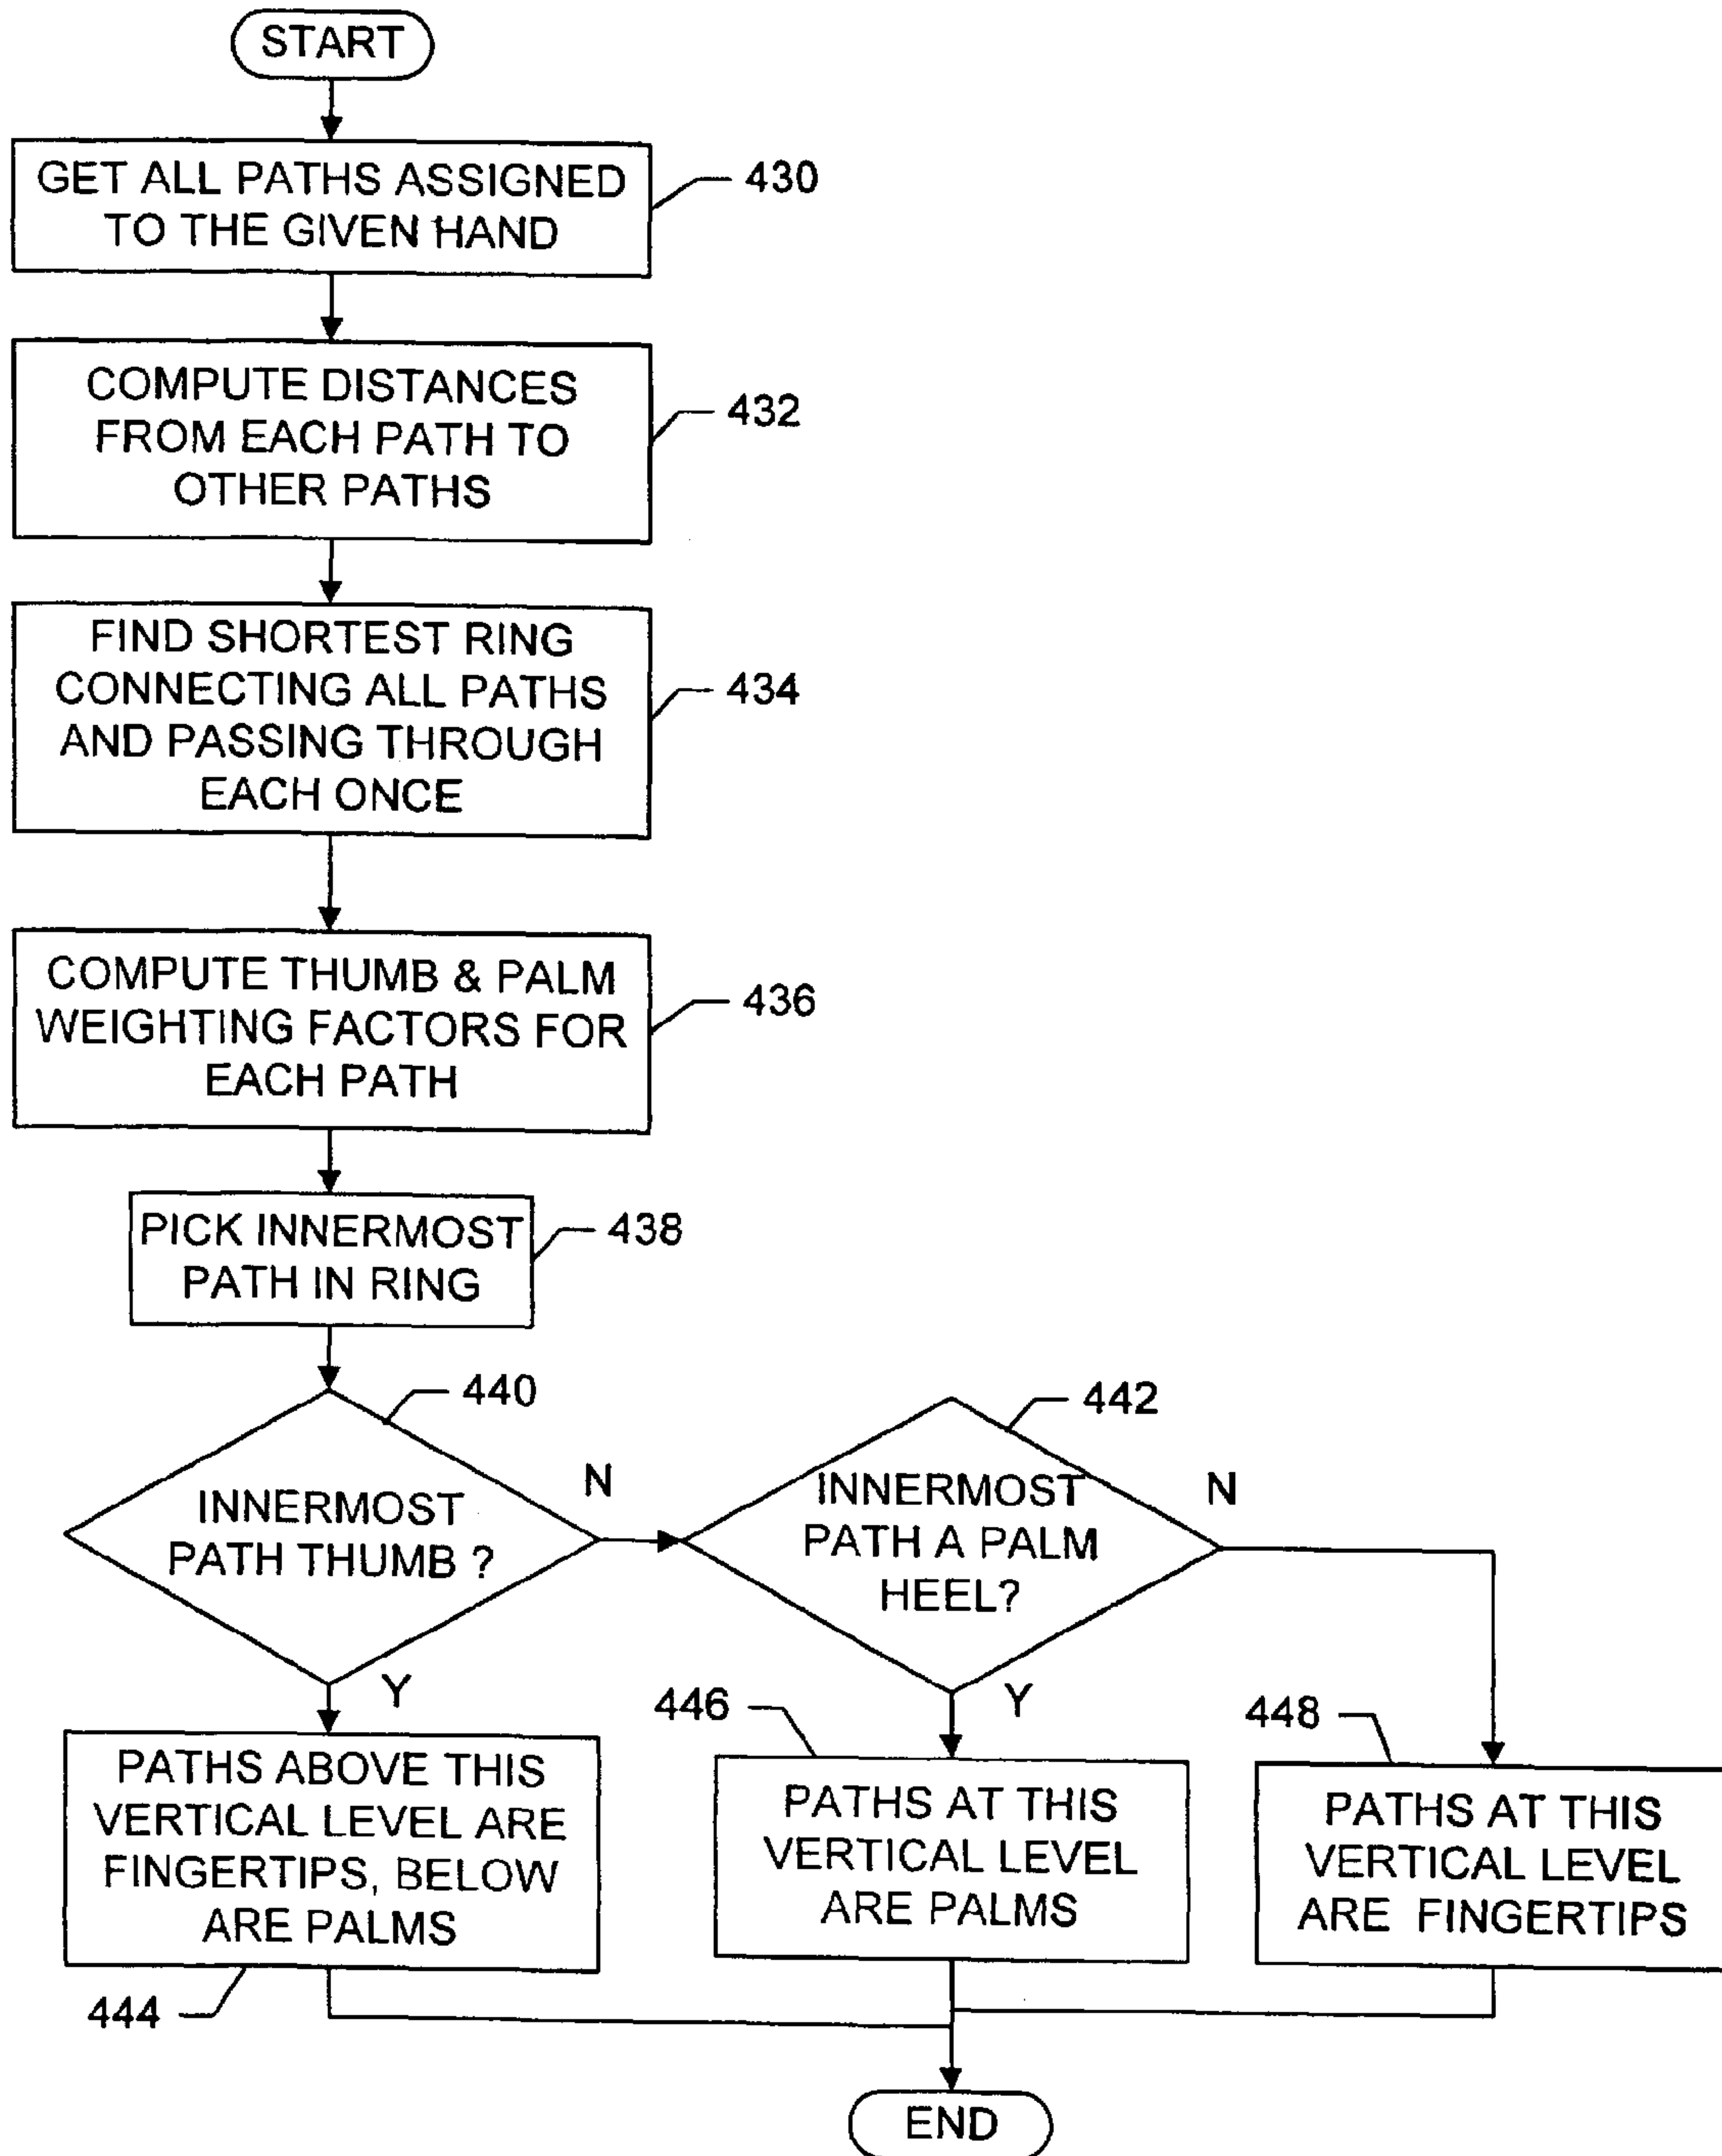 START
GET ALL PATHS ASSIGNED
TO THE GIVEN HAND
430
COMPUTE DISTANCES
FROM EACH PATH TO
OTHER PATHS
432
FIND SHORTEST RING
CONNECTING ALL PATHS
AND PASSING THROUGH
EACH ONCE
434
COMPUTE THUMB & PALM
WEIGHTING FACTORS FOR
EACH PATH
436
PICK INNERMOST
PATH IN RING
438
440
INNERMOST
PATH THUMB ?
N
Y
442
INNERMOST
PATH A PALM
HEEL?
N
Y
PATHS ABOVE THIS
VERTICAL LEVEL ARE
FINGERTIPS, BELOW
ARE PALMS
444
446
PATHS AT THIS
VERTICAL LEVEL
ARE PALMS
448
PATHS AT THIS
VERTICAL LEVEL
ARE FINGERTIPS
END